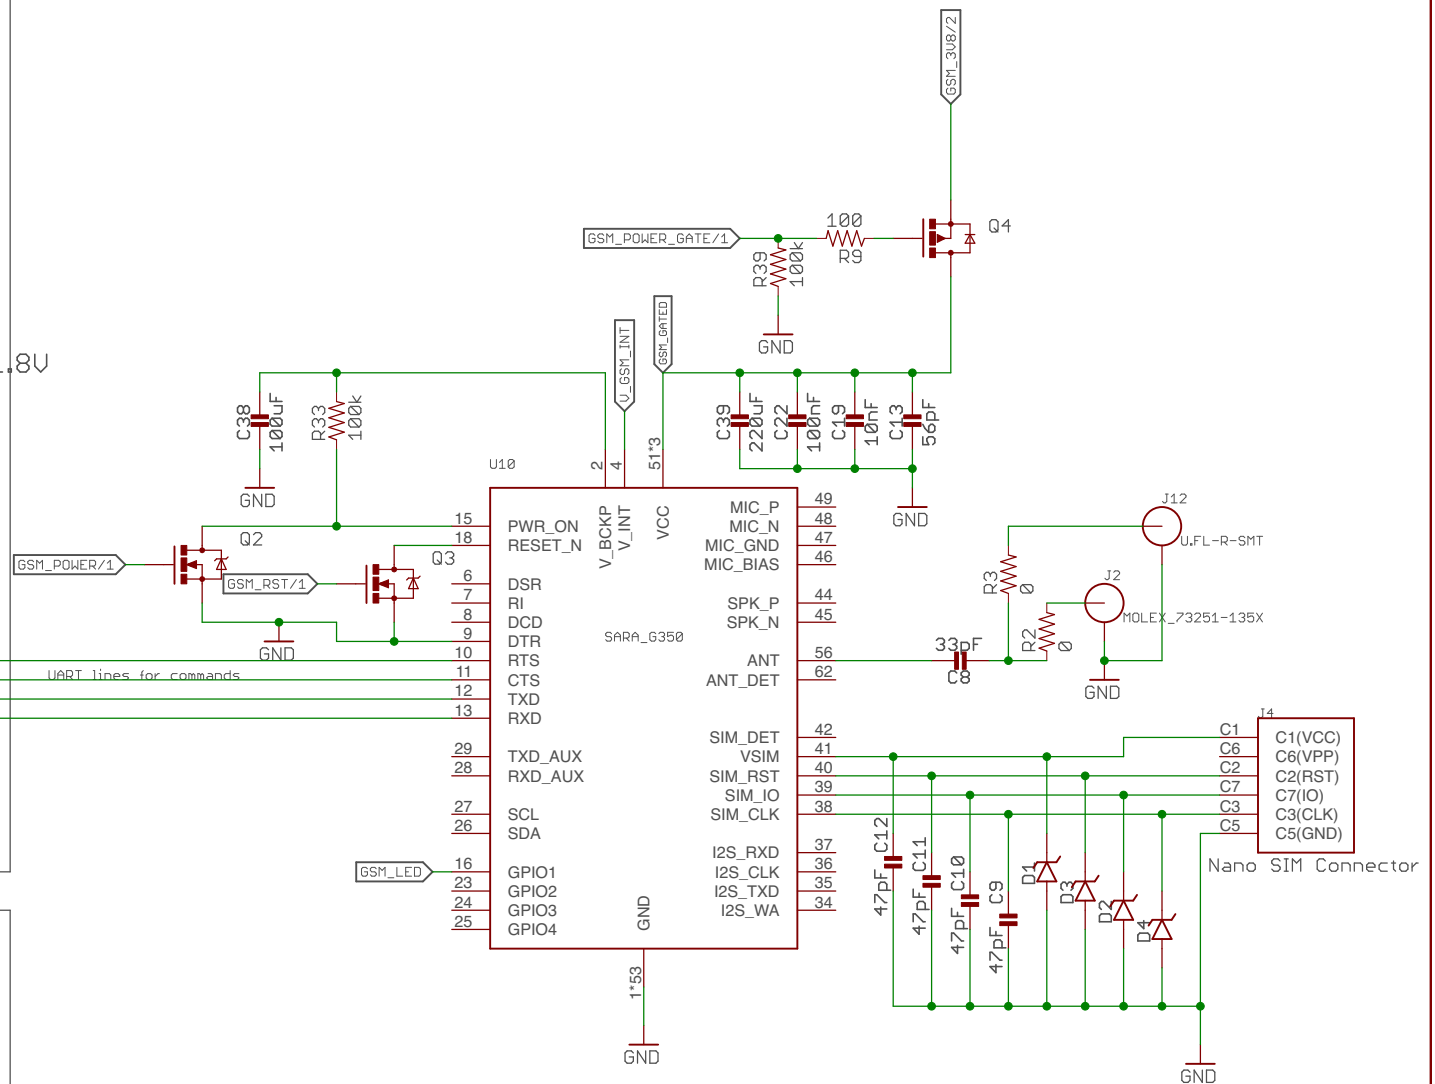 GSM_3V8/2
100
GSM_POWER_GATE/1
Q4
R39
100k
R9
GND
GSM_GATED
V_GSM_INT
.8V
C38
100uF
R33
100k
C39
220uF
C22
100nF
C19
10nF
C13
56pF
GND
GND
U10
2
4
51*3
V_BCKP
V_INT
VCC
15 PWR_ON
18 RESET_N
6 DSR
7 RI
8 DCD
9 DTR
10 RTS
11 CTS
12 TXD
13 RXD
29 TXD_AUX
28 RXD_AUX
27 SCL
26 SDA
16 GPIO1
23 GPIO2
24 GPIO3
25 GPIO4
Q2
Q3
GSM_POWER/1
GSM_RST/1
GND
UART lines for commands
GSM_LED
SARA_G350
MIC_P 49
MIC_N 48
MIC_GND 47
MIC_BIAS 46
SPK_P 44
SPK_N 45
ANT 56
ANT_DET 62
SIM_DET 42
VSIM 41
SIM_RST 40
SIM_IO 39
SIM_CLK 38
I2S_RXD 37
I2S_CLK 36
I2S_TXD 35
I2S_WA 34
GND
1*53
GND
J12
U.FL-R-SMT
R3
0
J2
MOLEX_73251-135X
R2
0
33pF
C8
GND
J4
C1 C1(VCC)
C6 C6(VPP)
C2 C2(RST)
C7 C7(IO)
C3 C3(CLK)
C5 C5(GND)
Nano SIM Connector
C12
47pF
C11
47pF
C10
47pF
C9
47pF
D1
D3
D2
D4
GND